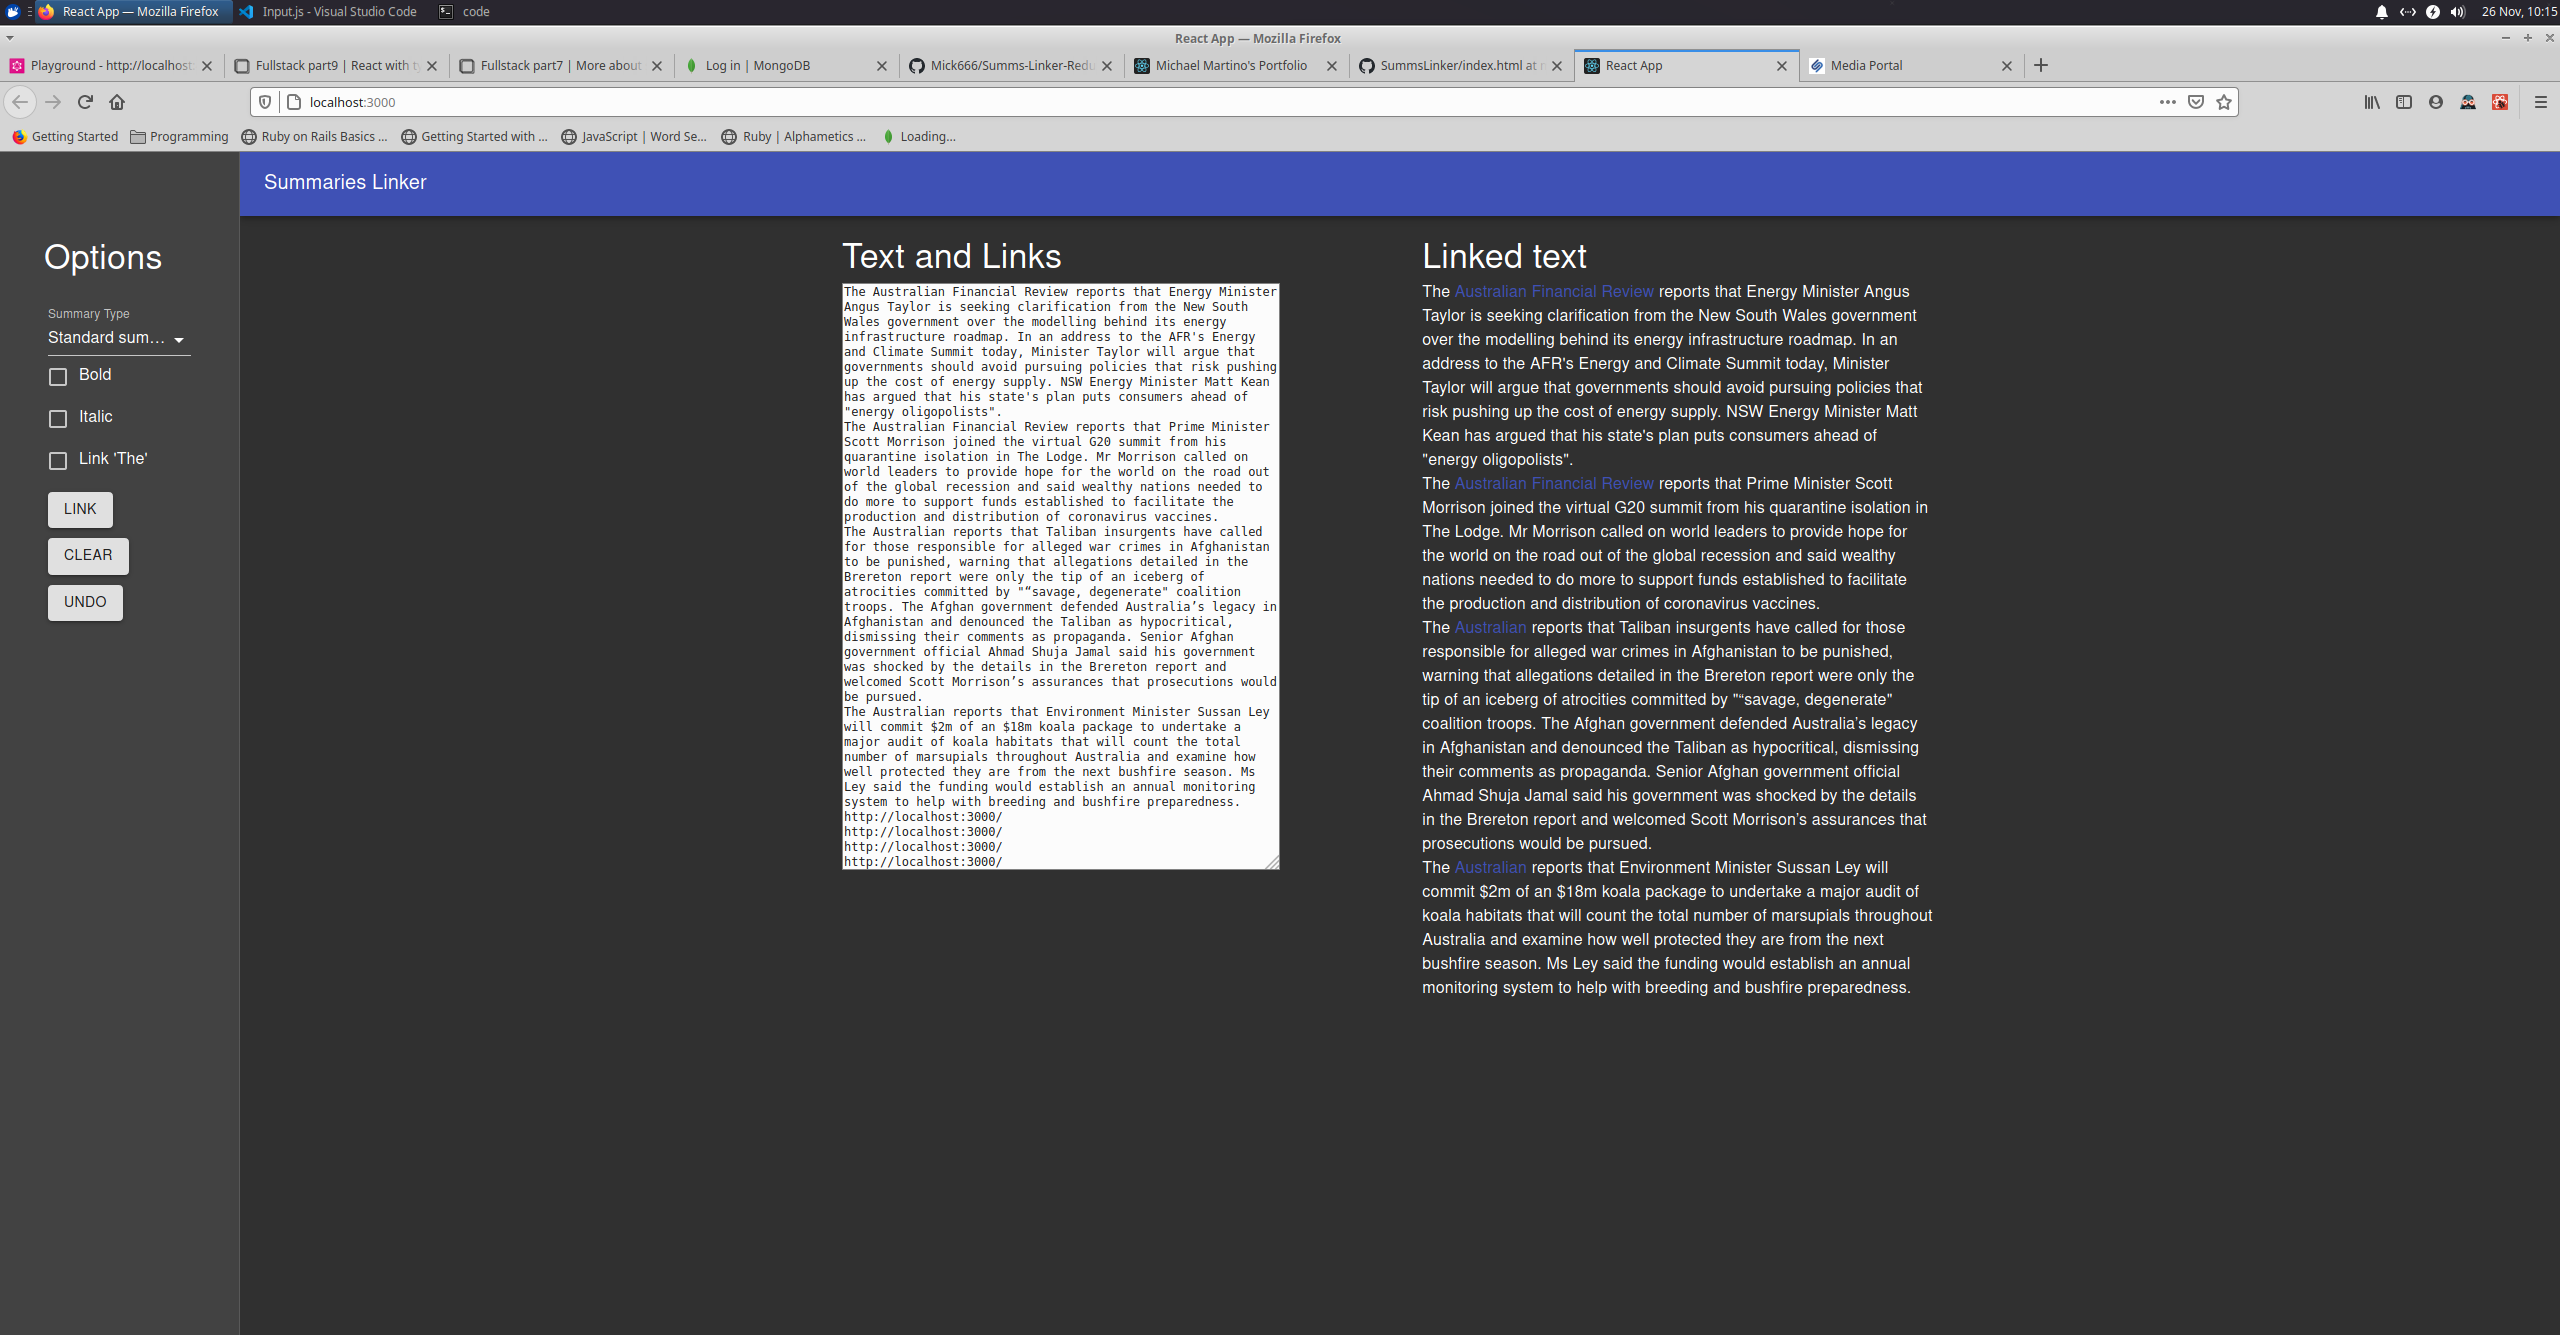 React App — Mozilla Firefox
Input.js - Visual Studio Code
code
26 Nov, 10:15
React App — Mozilla Firefox
Playground - http://localhost:
Fullstack part9 | React with t
Fullstack part7 | More about
Log in | MongoDB
Mick666/Summs-Linker-Redu
Michael Martino's Portfolio
SummsLinker/index.html at
React App
Media Portal
localhost:3000
Getting Started
Programming
Ruby on Rails Basics ...
Getting Started with ...
JavaScript | Word Se...
Ruby | Alphametics ...
Loading...
Summaries Linker
Options
Summary Type
Standard sum...
Bold
Italic
Link 'The'
LINK
CLEAR
UNDO
Text and Links
The Australian Financial Review reports that Energy Minister
Angus Taylor is seeking clarification from the New South
Wales government over the modelling behind its energy
infrastructure roadmap. In an address to the AFR's Energy
and Climate Summit today, Minister Taylor will argue that
governments should avoid pursuing policies that risk pushing
up the cost of energy supply. NSW Energy Minister Matt Kean
has argued that his state's plan puts consumers ahead of
"energy oligopolists".
The Australian Financial Review reports that Prime Minister
Scott Morrison joined the virtual G20 summit from his
quarantine isolation in The Lodge. Mr Morrison called on
world leaders to provide hope for the world on the road out
of the global recession and said wealthy nations needed to
do more to support funds established to facilitate the
production and distribution of coronavirus vaccines.
The Australian reports that Taliban insurgents have called
for those responsible for alleged war crimes in Afghanistan
to be punished, warning that allegations detailed in the
Brereton report were only the tip of an iceberg of
atrocities committed by "“savage, degenerate" coalition
troops. The Afghan government defended Australia’s legacy in
Afghanistan and denounced the Taliban as hypocritical,
dismissing their comments as propaganda. Senior Afghan
government official Ahmad Shuja Jamal said his government
was shocked by the details in the Brereton report and
welcomed Scott Morrison’s assurances that prosecutions would
be pursued.
The Australian reports that Environment Minister Sussan Ley
will commit $2m of an $18m koala package to undertake a
major audit of koala habitats that will count the total
number of marsupials throughout Australia and examine how
well protected they are from the next bushfire season. Ms
Ley said the funding would establish an annual monitoring
system to help with breeding and bushfire preparedness.
http://localhost:3000/
http://localhost:3000/
http://localhost:3000/
http://localhost:3000/
Linked text
The Australian Financial Review reports that Energy Minister Angus
Taylor is seeking clarification from the New South Wales government
over the modelling behind its energy infrastructure roadmap. In an
address to the AFR's Energy and Climate Summit today, Minister
Taylor will argue that governments should avoid pursuing policies that
risk pushing up the cost of energy supply. NSW Energy Minister Matt
Kean has argued that his state's plan puts consumers ahead of
"energy oligopolists".
The Australian Financial Review reports that Prime Minister Scott
Morrison joined the virtual G20 summit from his quarantine isolation in
The Lodge. Mr Morrison called on world leaders to provide hope for
the world on the road out of the global recession and said wealthy
nations needed to do more to support funds established to facilitate
the production and distribution of coronavirus vaccines.
The Australian reports that Taliban insurgents have called for those
responsible for alleged war crimes in Afghanistan to be punished,
warning that allegations detailed in the Brereton report were only the
tip of an iceberg of atrocities committed by "“savage, degenerate"
coalition troops. The Afghan government defended Australia’s legacy
in Afghanistan and denounced the Taliban as hypocritical, dismissing
their comments as propaganda. Senior Afghan government official
Ahmad Shuja Jamal said his government was shocked by the details
in the Brereton report and welcomed Scott Morrison’s assurances that
prosecutions would be pursued.
The Australian reports that Environment Minister Sussan Ley will
commit $2m of an $18m koala package to undertake a major audit of
koala habitats that will count the total number of marsupials throughout
Australia and examine how well protected they are from the next
bushfire season. Ms Ley said the funding would establish an annual
monitoring system to help with breeding and bushfire preparedness.